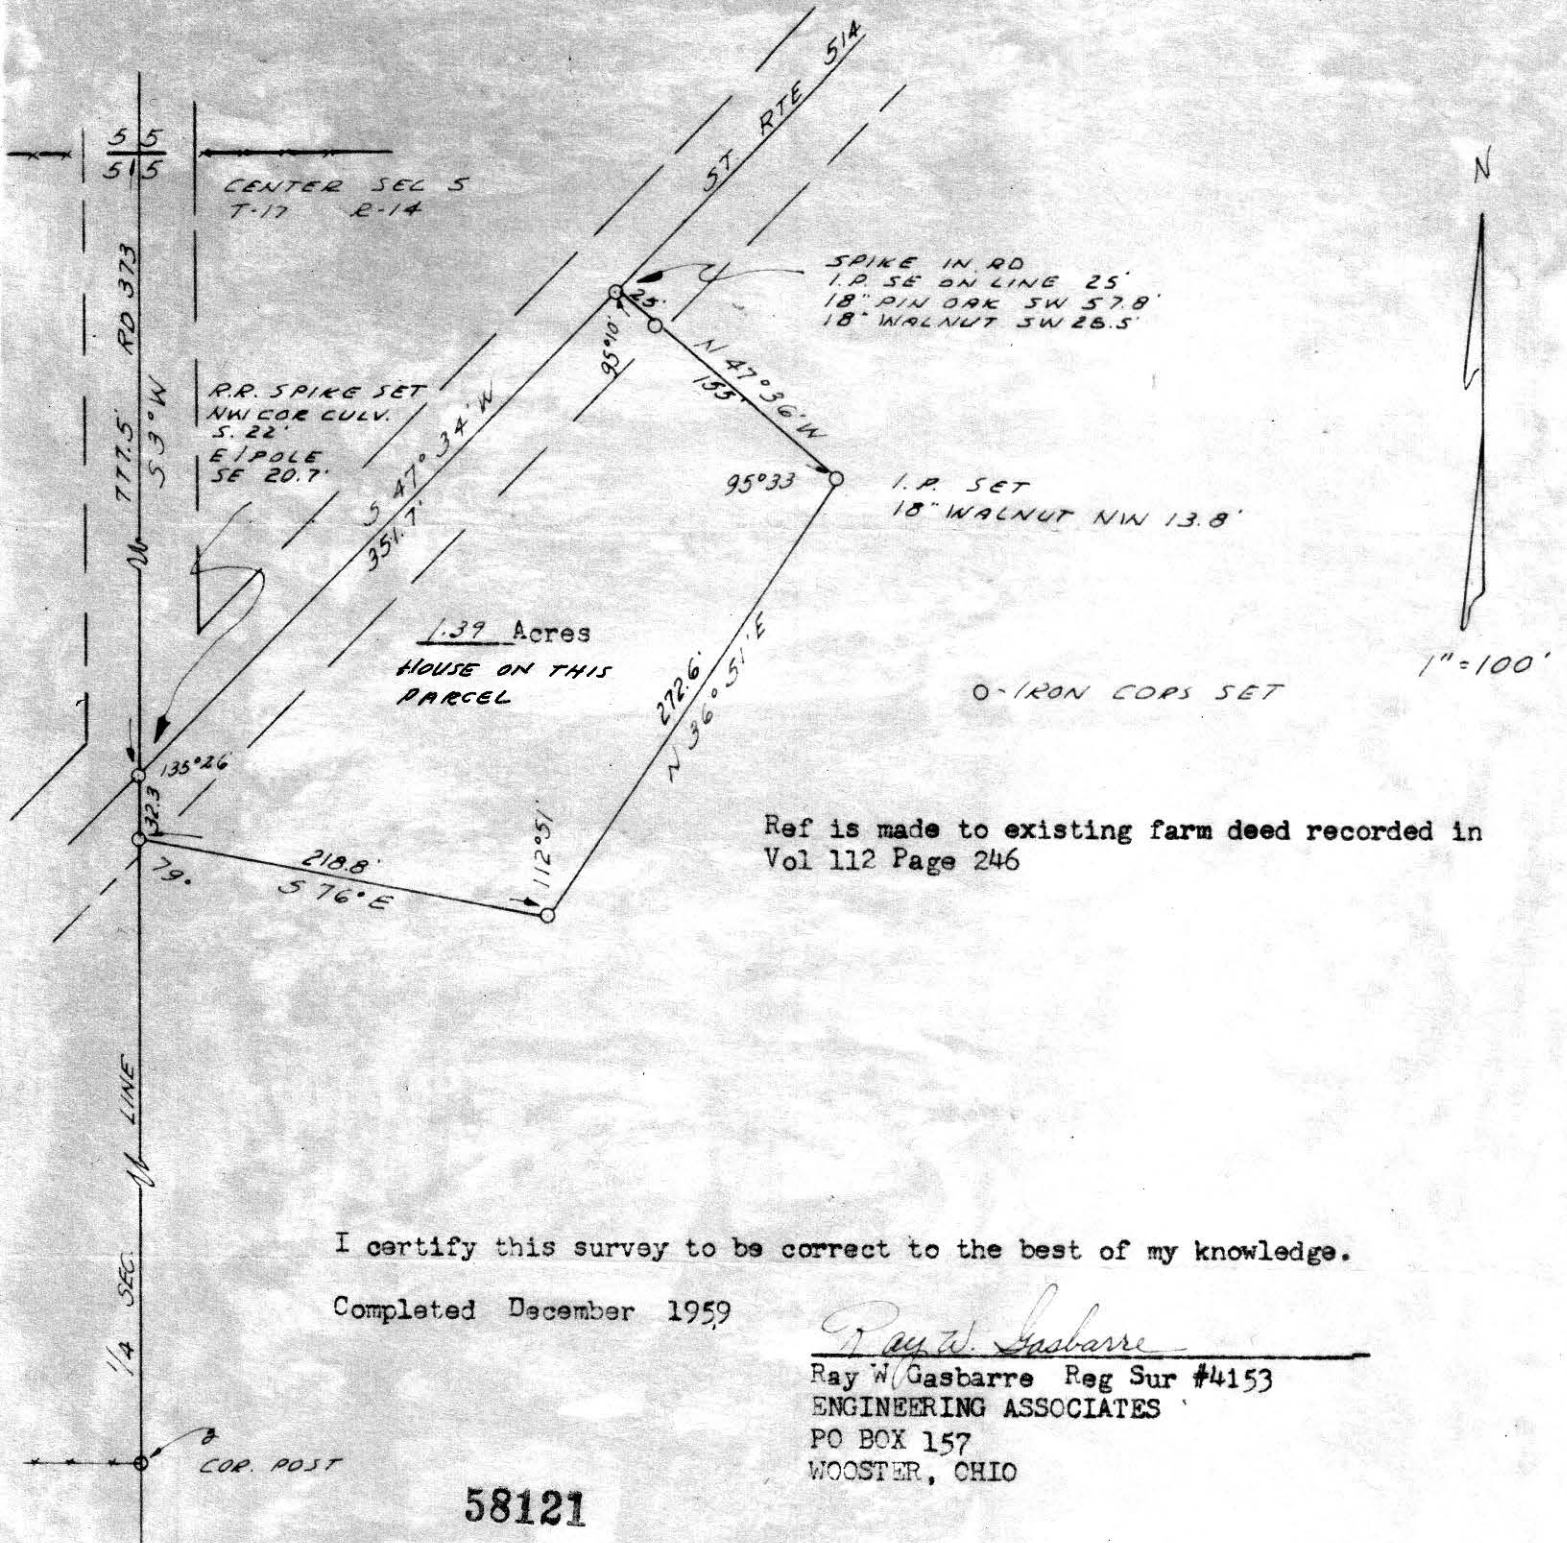 ST RTE 514
5 5
5 5
CENTER SEC 5
T-17 R-14
N
RD 373
777.5'
S 3° W
SPIKE IN RD
I.P. SE ON LINE 25'
18" PIN OAK SW 57.8'
18" WALNUT SW 28.5'
25'
95°10'
N 47°36' W
155'
R.R. SPIKE SET
NW COR CULV.
S. 22'
E/POLE
SE 20.7'
S 47° 34' W
351.7'
95°33
I.P. SET
18" WALNUT NW 13.8'
1.39 Acres
HOUSE ON THIS
PARCEL
272.6'
N 36° 51' E
O-IRON COPS SET
1"=100'
135°26'
32.3
79°
218.8'
S 76° E
112°51'
Ref is made to existing farm deed recorded in
Vol 112 Page 246
1/4 SEC. LINE
I certify this survey to be correct to the best of my knowledge.
Completed December 1959
Ray W. Gasbarre
Ray W Gasbarre Reg Sur #4153
ENGINEERING ASSOCIATES
PO BOX 157
WOOSTER, OHIO
COR. POST
58121